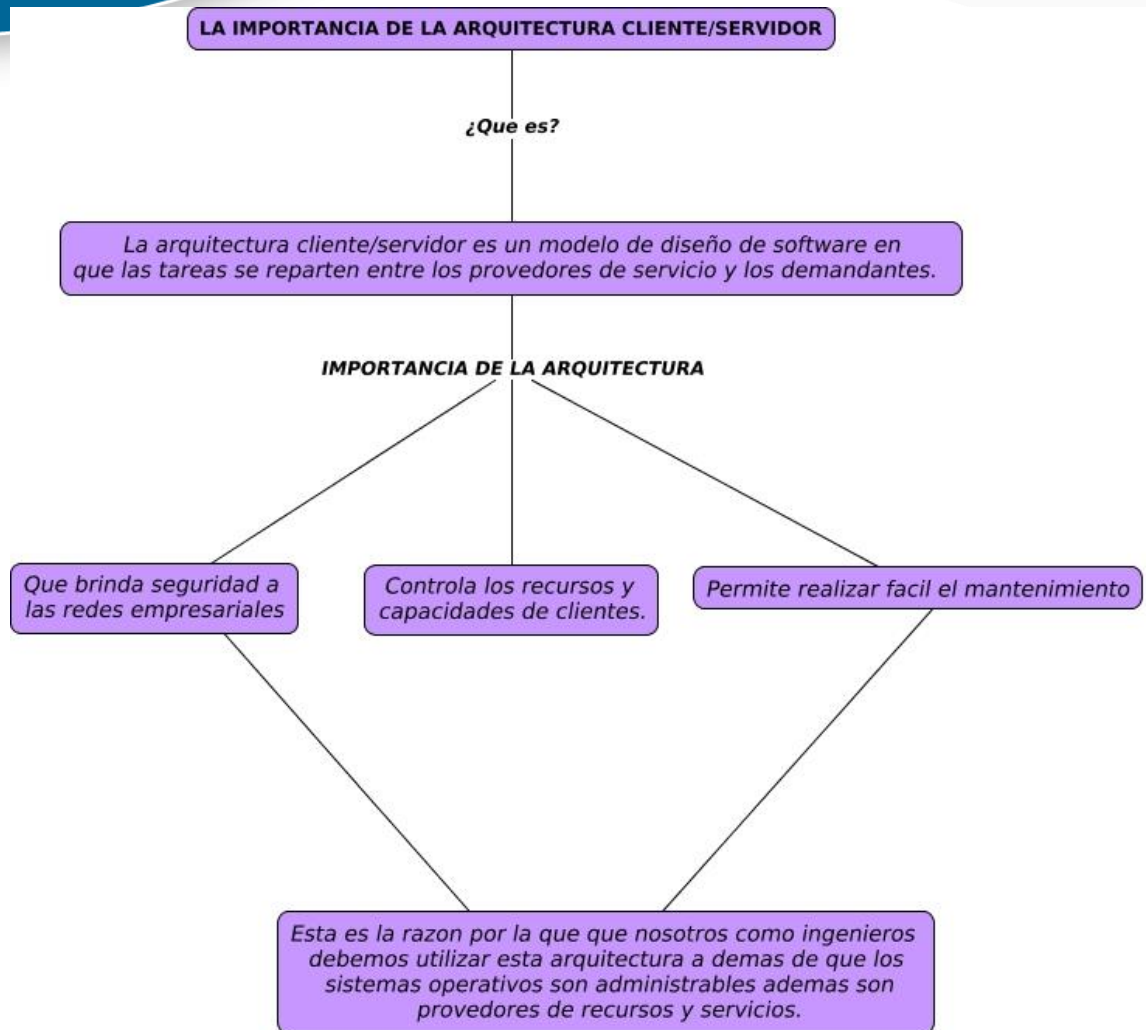 LA IMPORTANCIA DE LA ARQUITECTURA CLIENTE/SERVIDOR
¿Que es?
La arquitectura cliente/servidor es un modelo de diseño de software en
que las tareas se reparten entre los provedores de servicio y los demandantes.
IMPORTANCIA DE LA ARQUITECTURA
Que brinda seguridad a
las redes empresariales
Controla los recursos y
capacidades de clientes.
Permite realizar facil el mantenimiento
Esta es la razon por la que que nosotros como ingenieros
debemos utilizar esta arquitectura a demas de que los
sistemas operativos son administrables ademas son
provedores de recursos y servicios.